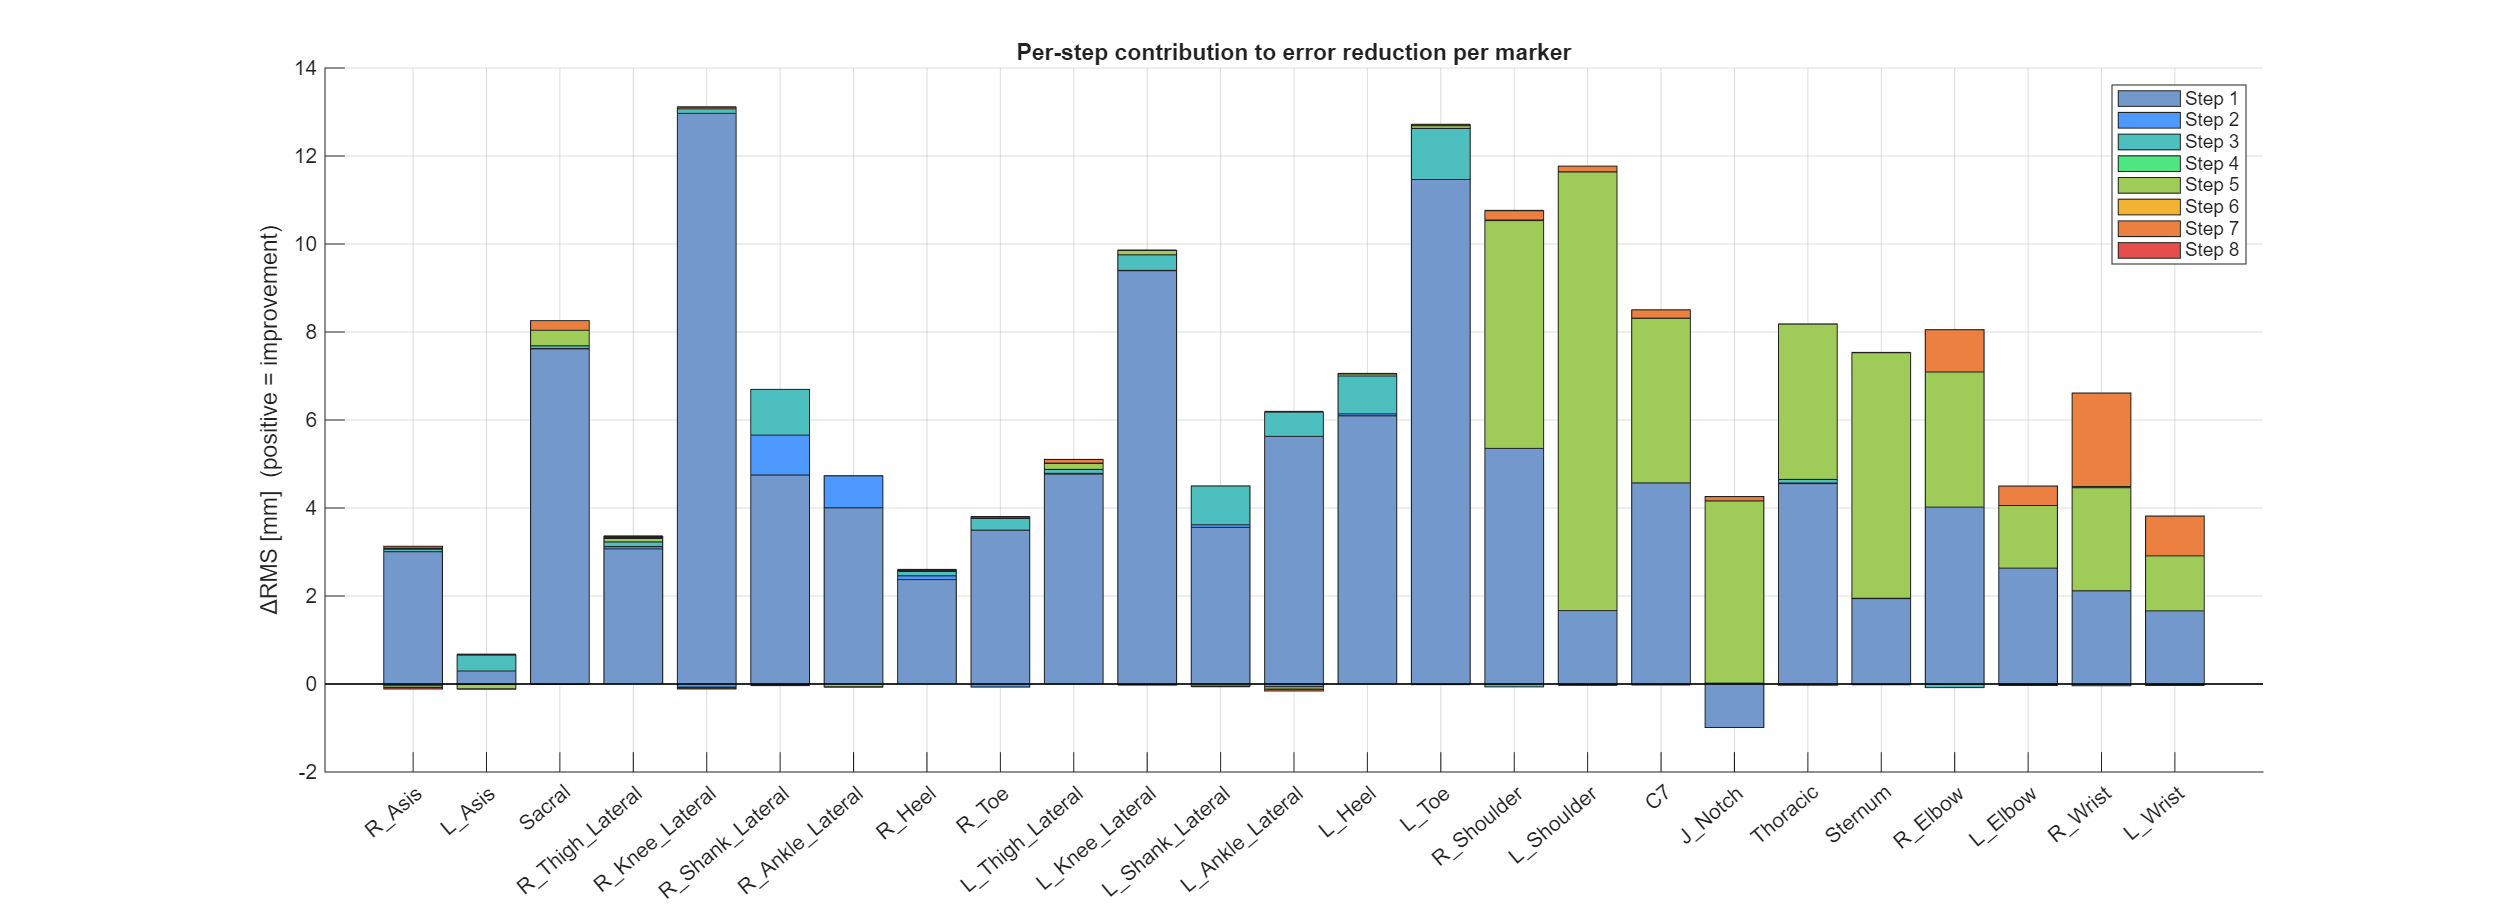 Per-step contribution to error reduction per marker
14
12
10
8
6
4
2
0
-2
ΔRMS [mm]  (positive = improvement)
Step 1
Step 2
Step 3
Step 4
Step 5
Step 6
Step 7
Step 8
R_Asis
L_Asis
Sacral
R_Thigh_Lateral
R_Knee_Lateral
R_Shank_Lateral
R_Ankle_Lateral
R_Heel
R_Toe
L_Thigh_Lateral
L_Knee_Lateral
L_Shank_Lateral
L_Ankle_Lateral
L_Heel
L_Toe
R_Shoulder
L_Shoulder
C7
J_Notch
Thoracic
Sternum
R_Elbow
L_Elbow
R_Wrist
L_Wrist